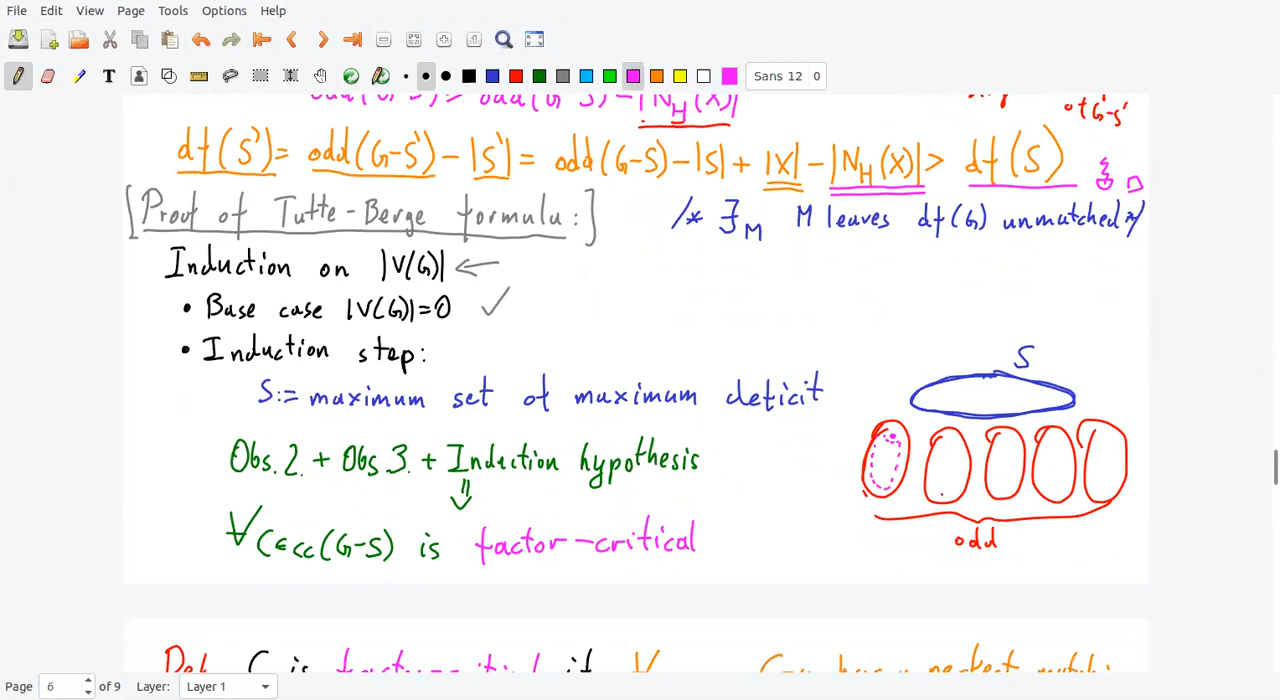 File Edit View Page Tools Options Help
Sans 12 0
|N_H(X)|
of G-S'
df(S') = odd(G-S') - |S'| = odd(G-S) - |S| + |X| - |N_H(X)| > df(S)
[Proof of Tutte-Berge formula:]
/* ∃_M M leaves df(G) unmatched */
Induction on |V(G)| ←
• Base case |V(G)|=0 ✓
• Induction step:
S
S:= maximum set of maximum deficit
Obs. 2. + Obs. 3. + Induction hypothesis
⇓
∀ C∈cc(G-S) is factor-critical
odd
Page 6 of 9 Layer: Layer 1